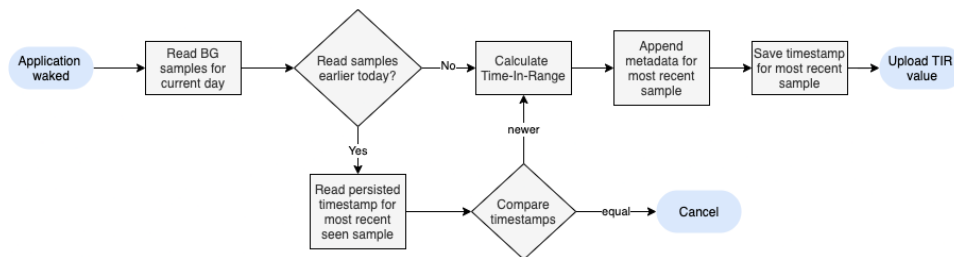 Application
waked
Read BG
samples for
current day
Read samples
earlier today?
No
Calculate
Time-In-Range
Append
metadata for
most recent
sample
Save timestamp
for most recent
sample
Upload TIR
value
newer
Yes
Read persisted
timestamp for
most recent
seen sample
Compare
timestamps
equal
Cancel